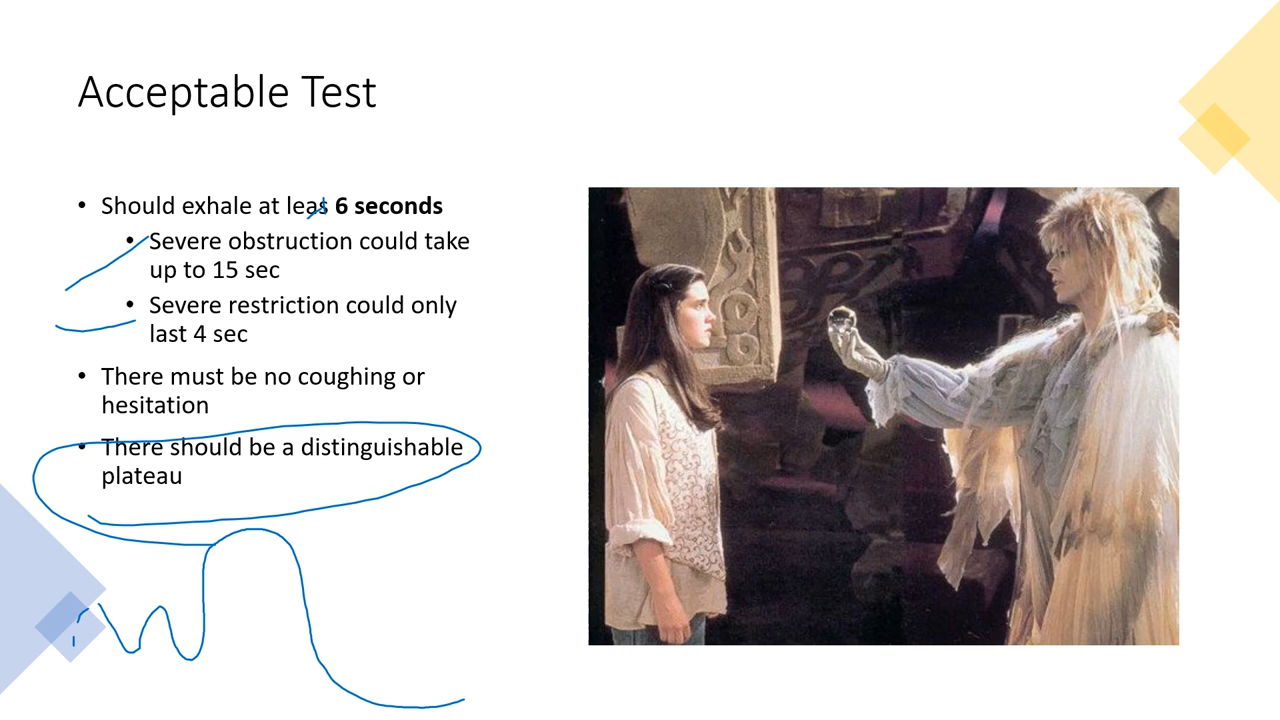 Acceptable Test
• Should exhale at leas 6 seconds
• Severe obstruction could take
up to 15 sec
• Severe restriction could only
last 4 sec
• There must be no coughing or
hesitation
• There should be a distinguishable
plateau